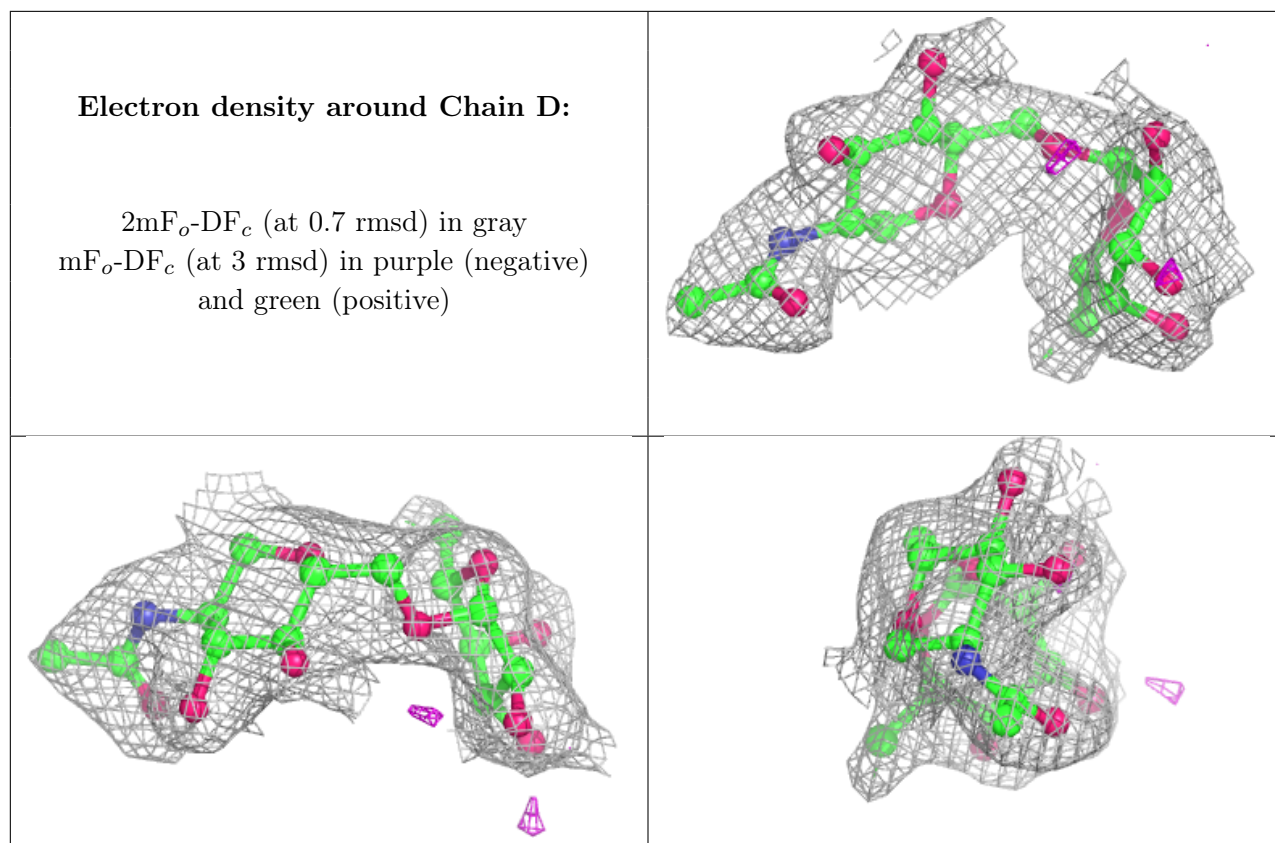 Electron density around Chain D:
2mFₒ-DF𝒸 (at 0.7 rmsd) in gray
mFₒ-DF𝒸 (at 3 rmsd) in purple (negative)
and green (positive)